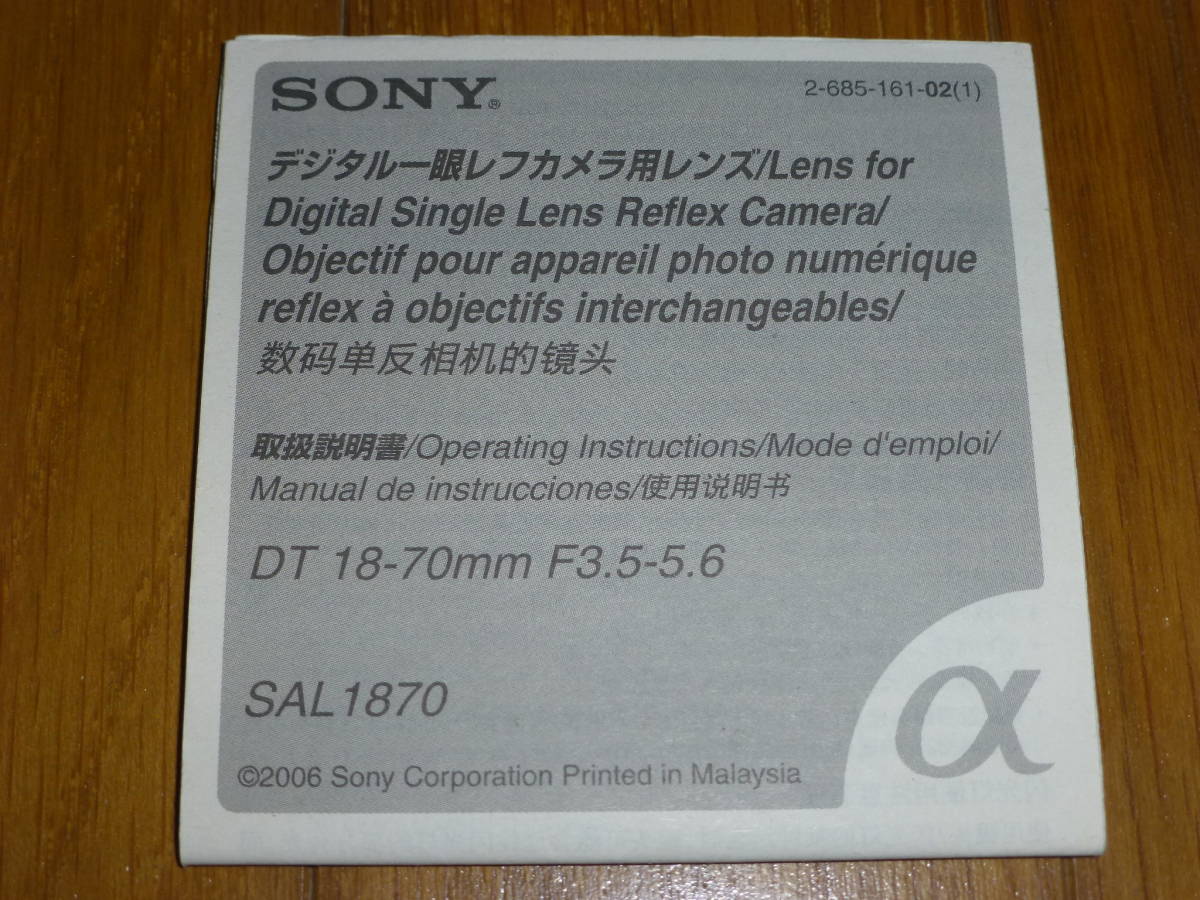 SONY®
2-685-161-02(1)
デジタル一眼レフカメラ用レンズ/Lens for
Digital Single Lens Reflex Camera/
Objectif pour appareil photo numérique
reflex à objectifs interchangeables/
数码单反相机的镜头
取扱説明書/Operating Instructions/Mode d'emploi/
Manual de instrucciones/使用说明书
DT 18-70mm F3.5-5.6
SAL1870
α
©2006 Sony Corporation Printed in Malaysia